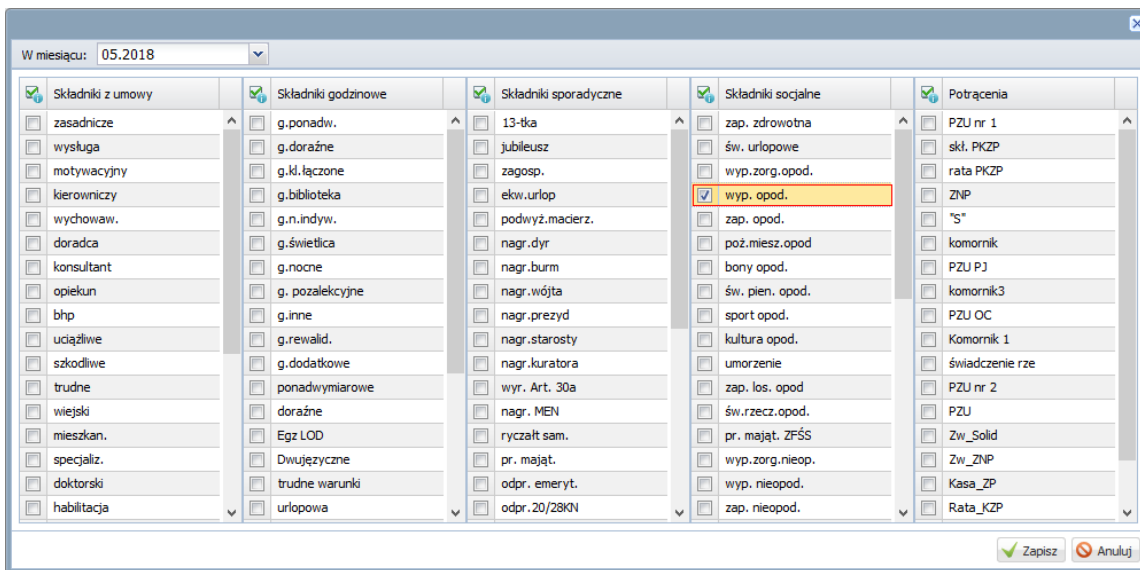 W miesiącu: 05.2018
Składniki z umowy Składniki godzinowe Składniki sporadyczne Składniki socjalne Potrącenia
zasadnicze g.ponadw. 13-tka zap. zdrowotna PZU nr 1
wysługa g.doraźne jubileusz św. urlopowe skł. PKZP
motywacyjny g.kl.łączone zagosp. wyp.zorg.opod. rata PKZP
kierowniczy g.biblioteka ekw.urlop wyp. opod. ZNP
wychowaw. g.n.indyw. podwyż.macierz. zap. opod. "S"
doradca g.świetlica nagr.dyr poż.miesz.opod komornik
konsultant g.nocne nagr.burm bony opod. PZU PJ
opiekun g. pozalekcyjne nagr.wójta św. pien. opod. komornik3
bhp g.inne nagr.prezyd sport opod. PZU OC
uciążliwe g.rewalid. nagr.starosty kultura opod. Komornik 1
szkodliwe g.dodatkowe nagr.kuratora umorzenie świadczenie rze
trudne ponadwymiarowe wyr. Art. 30a zap. los. opod PZU nr 2
wiejski doraźne nagr. MEN św.rzecz.opod. PZU
mieszkan. Egz LOD ryczałt sam. pr. mająt. ZFŚS Zw_Solid
specjaliz. Dwujęzyczne pr. mająt. wyp.zorg.nieop. Zw_ZNP
doktorski trudne warunki odpr. emeryt. wyp. nieopod. Kasa_ZP
habilitacja urlopowa odpr.20/28KN zap. nieopod. Rata_KZP
Zapisz Anuluj